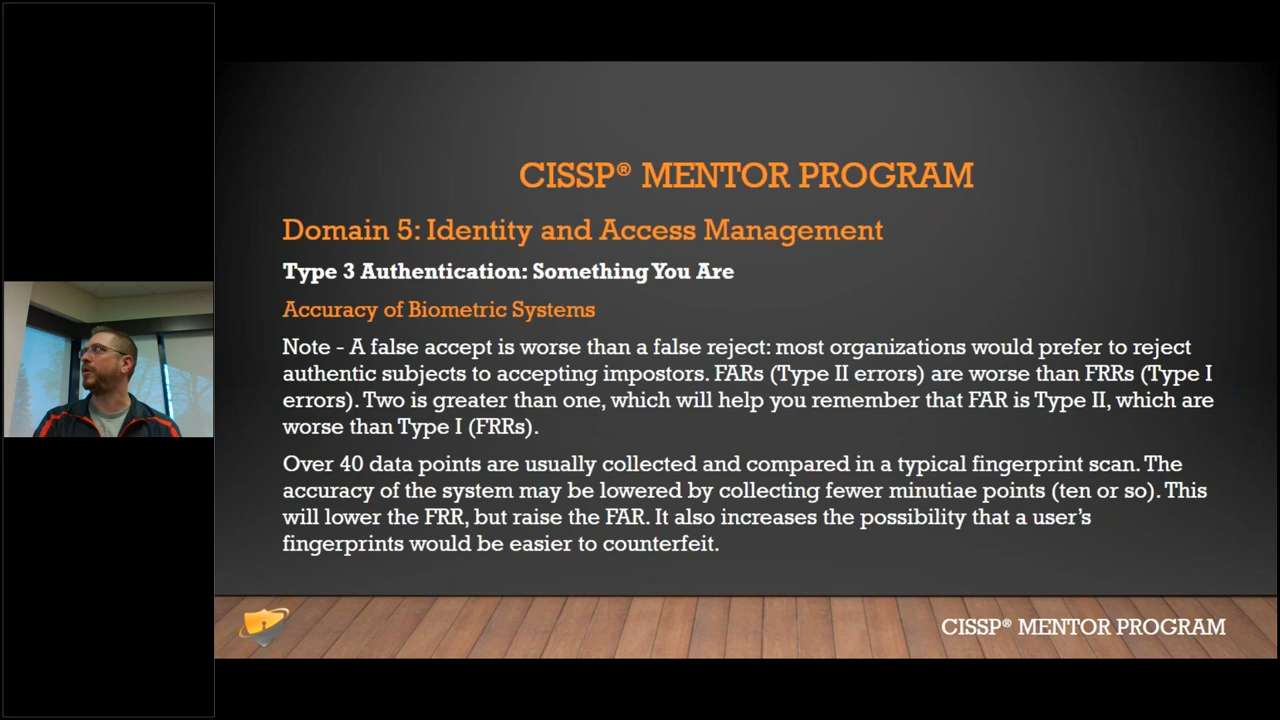 CISSP® MENTOR PROGRAM
Domain 5: Identity and Access Management
Type 3 Authentication: Something You Are
Accuracy of Biometric Systems
Note - A false accept is worse than a false reject: most organizations would prefer to reject
authentic subjects to accepting impostors. FARs (Type II errors) are worse than FRRs (Type I
errors). Two is greater than one, which will help you remember that FAR is Type II, which are
worse than Type I (FRRs).
Over 40 data points are usually collected and compared in a typical fingerprint scan. The
accuracy of the system may be lowered by collecting fewer minutiae points (ten or so). This
will lower the FRR, but raise the FAR. It also increases the possibility that a user's
fingerprints would be easier to counterfeit.
CISSP® MENTOR PROGRAM